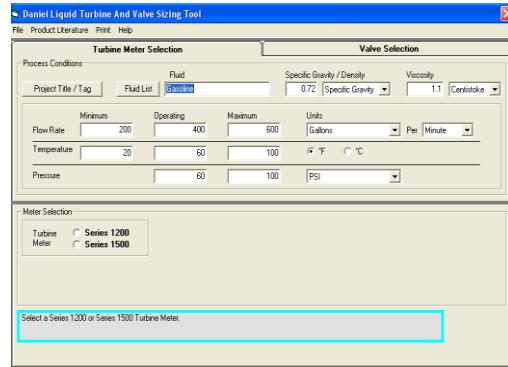 Daniel Liquid Turbine And Valve Sizing Tool
File Product Literature Print Help
Turbine Meter Selection Valve Selection
Process Conditions
Fluid Specific Gravity / Density Viscosity
Project Title / Tag Fluid List Gasoline 0.72 Specific Gravity 1.1 Centistoke
Minimum Operating Maximum Units
Flow Rate 200 400 600 Gallons Per Minute
Temperature 20 60 100 °F °C
Pressure 60 100 PSI
Meter Selection
Turbine Meter Series 1200
Series 1500
Select a Series 1200 or Series 1500 Turbine Meter.